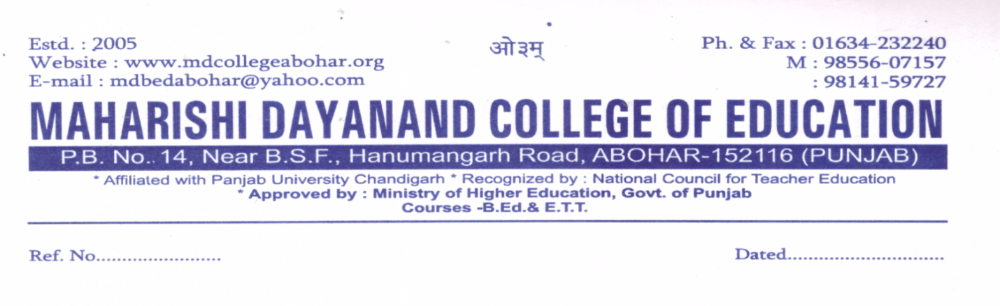 Estd. : 2005
Website : www.mdcollegeabohar.org
E-mail : mdbedabohar@yahoo.com
ओ३म्
Ph. & Fax : 01634-232240
M : 98556-07157
: 98141-59727
MAHARISHI DAYANAND COLLEGE OF EDUCATION
P.B. No. 14, Near B.S.F., Hanumangarh Road, ABOHAR-152116 (PUNJAB)
* Affiliated with Panjab University Chandigarh * Recognized by : National Council for Teacher Education
* Approved by : Ministry of Higher Education, Govt. of Punjab
Courses -B.Ed.& E.T.T.
Ref. No........................
Dated..............................